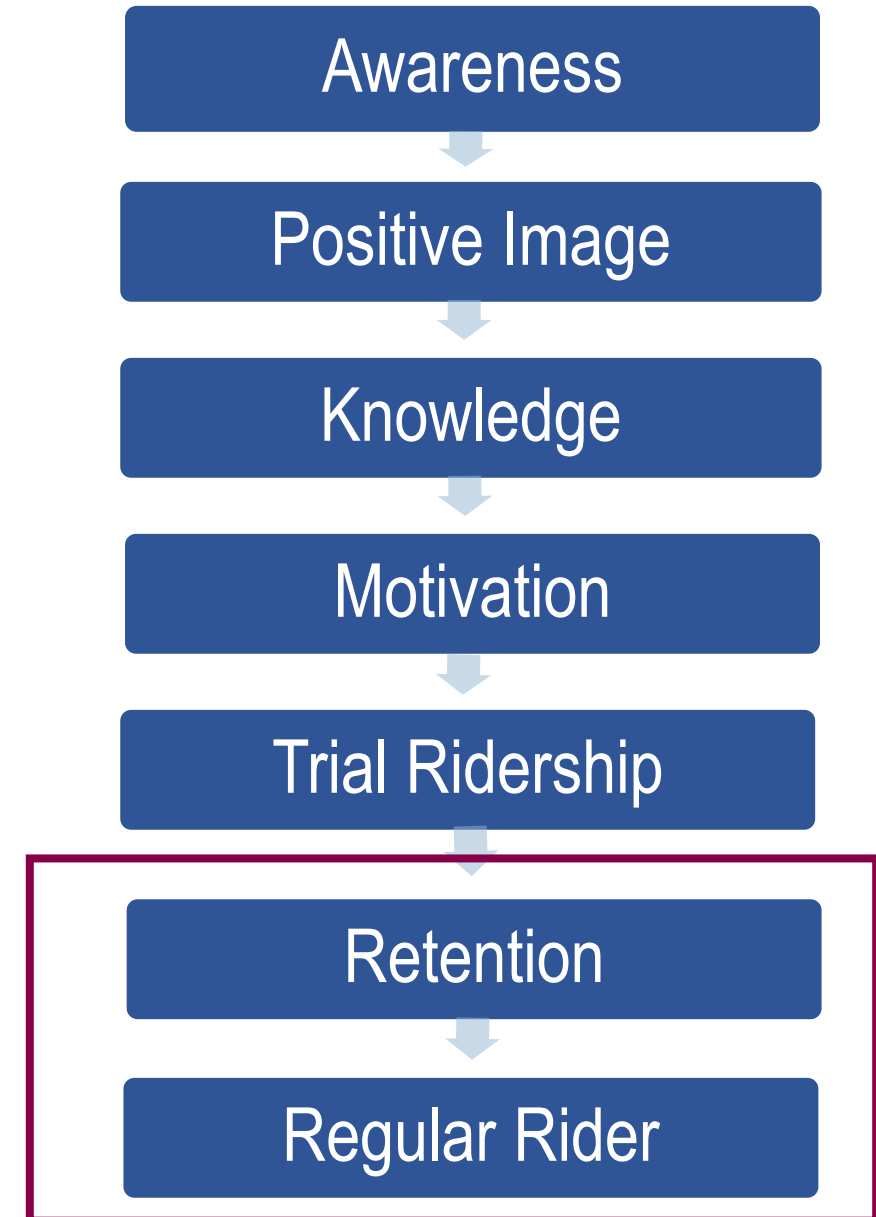 Awareness
Positive Image
Knowledge
Motivation
Trial Ridership
Retention
Regular Rider